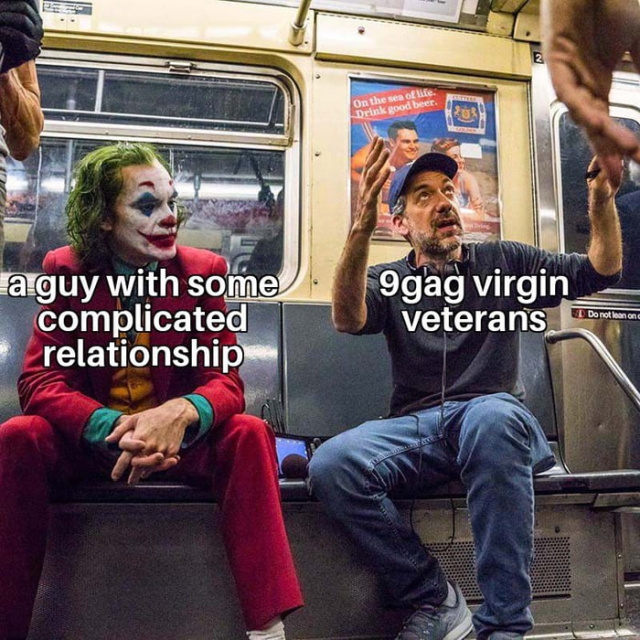 On the sea of life.
Drink good beer.
a guy with some
complicated
relationship
9gag virgin
veterans
Do not lean on